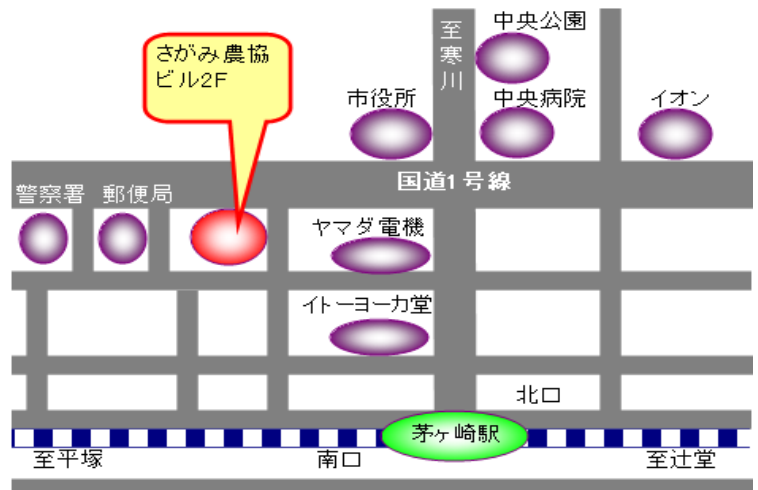 至寒川
中央公園
さがみ農協
ビル2F
市役所
中央病院
イオン
国道1号線
警察署
郵便局
ヤマダ電機
イトーヨーカ堂
北口
茅ヶ崎駅
至平塚
南口
至辻堂